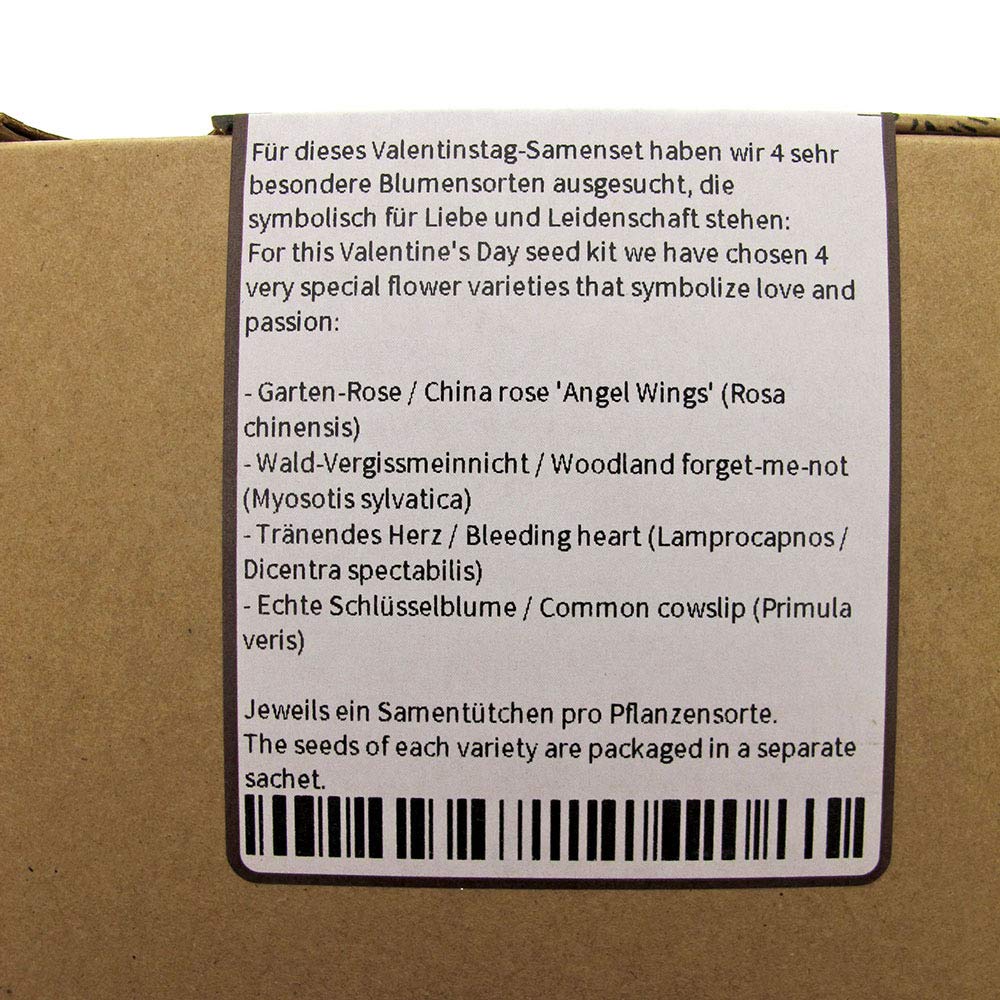 Für dieses Valentinstag-Samenset haben wir 4 sehr
besondere Blumensorten ausgesucht, die
symbolisch für Liebe und Leidenschaft stehen:
For this Valentine's Day seed kit we have chosen 4
very special flower varieties that symbolize love and
passion:
- Garten-Rose / China rose 'Angel Wings' (Rosa
chinensis)
- Wald-Vergissmeinnicht / Woodland forget-me-not
(Myosotis sylvatica)
- Tränendes Herz / Bleeding heart (Lamprocapnos /
Dicentra spectabilis)
- Echte Schlüsselblume / Common cowslip (Primula
veris)
Jeweils ein Samentütchen pro Pflanzensorte.
The seeds of each variety are packaged in a separate
sachet.